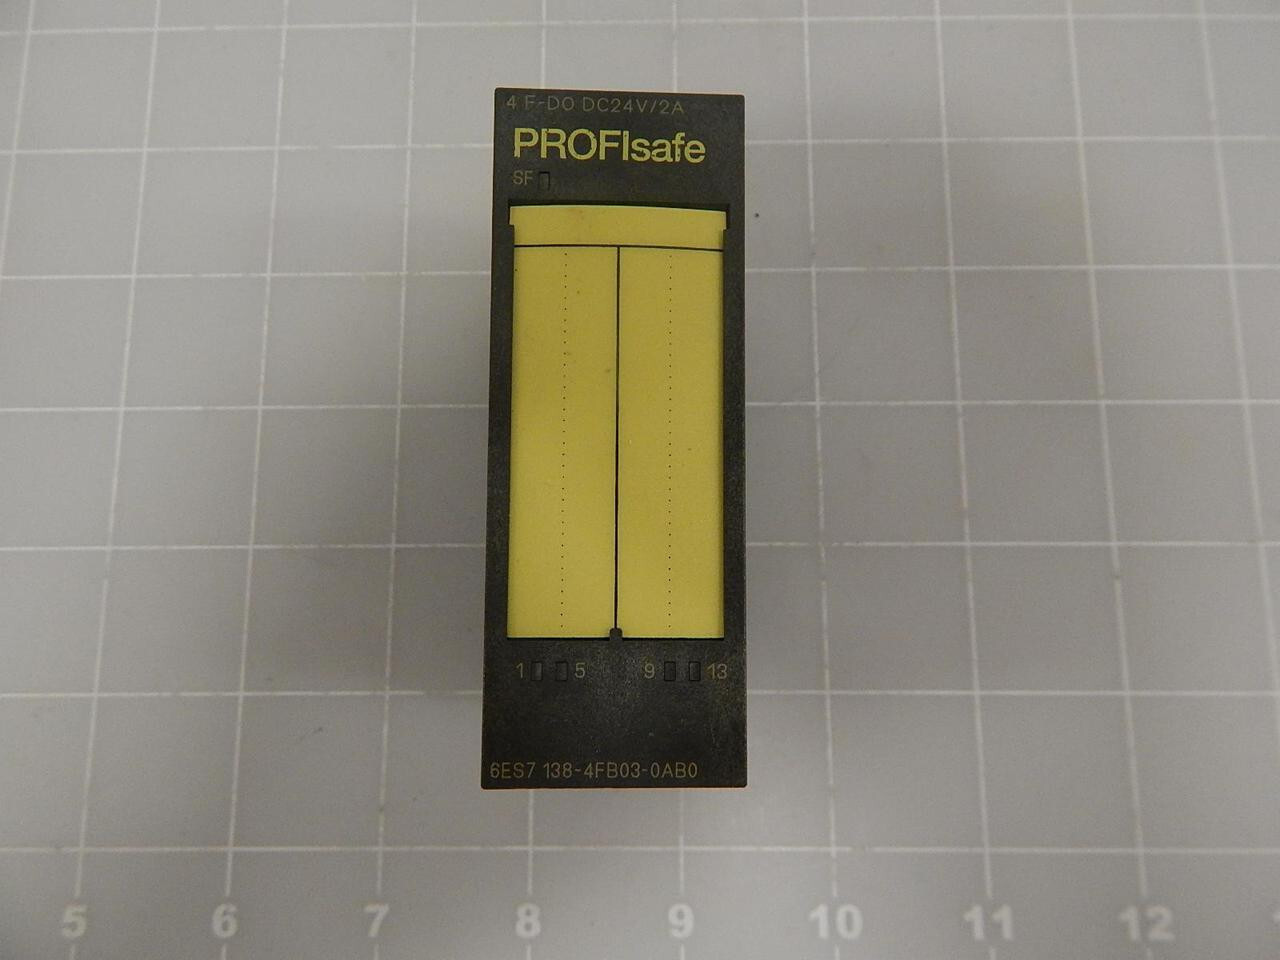 4 F-DO DC24V/2A
PROFIsafe
SF
1 5 9 13
6ES7 138-4FB03-0AB0
5 6 7 8 9 10 11 12